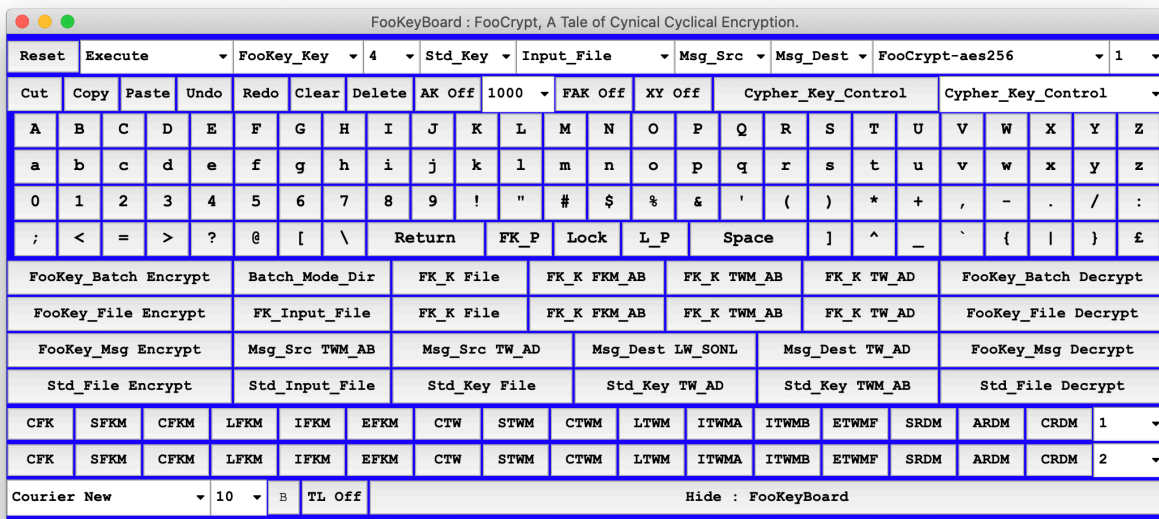 FooKeyBoard : FooCrypt, A Tale of Cynical Cyclical Encryption.
Reset Execute FooKey_Key 4 Std_Key Input_File Msg_Src Msg_Dest FooCrypt-aes256 1
Cut Copy Paste Undo Redo Clear Delete AK Off 1000 FAK Off XY Off Cypher_Key_Control Cypher_Key_Control
A B C D E F G H I J K L M N O P Q R S T U V W X Y Z
a b c d e f g h i j k l m n o p q r s t u v w x y z
0 1 2 3 4 5 6 7 8 9 ! " # $ % & ' ( ) * + , - . / :
; < = > ? @ [ \ Return FK_P Lock L_P Space ] ^ _ ` { | } £
FooKey_Batch Encrypt Batch_Mode_Dir FK_K File FK_K FKM_AB FK_K TWM_AB FK_K TW_AD FooKey_Batch Decrypt
FooKey_File Encrypt FK_Input_File FK_K File FK_K FKM_AB FK_K TWM_AB FK_K TW_AD FooKey_File Decrypt
FooKey_Msg Encrypt Msg_Src TWM_AB Msg_Src TW_AD Msg_Dest LW_SONL Msg_Dest TW_AD FooKey_Msg Decrypt
Std_File Encrypt Std_Input_File Std_Key File Std_Key TW_AD Std_Key TWM_AB Std_File Decrypt
CFK SFKM CFKM LFKM IFKM EFKM CTW STWM CTWM LTWM ITWMA ITWMB ETWMF SRDM ARDM CRDM 1
CFK SFKM CFKM LFKM IFKM EFKM CTW STWM CTWM LTWM ITWMA ITWMB ETWMF SRDM ARDM CRDM 2
Courier New 10 B TL Off Hide : FooKeyBoard